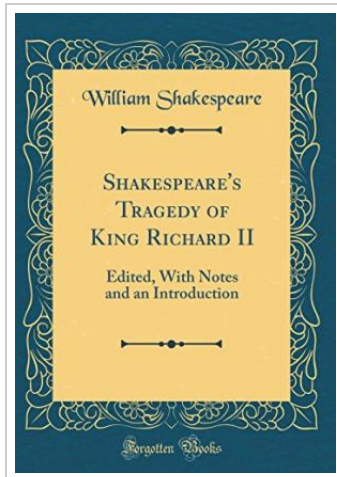 William Shakespeare
SHAKESPEARE'S
TRAGEDY OF
KING RICHARD II
Edited, With Notes
and an Introduction
Forgotten Books